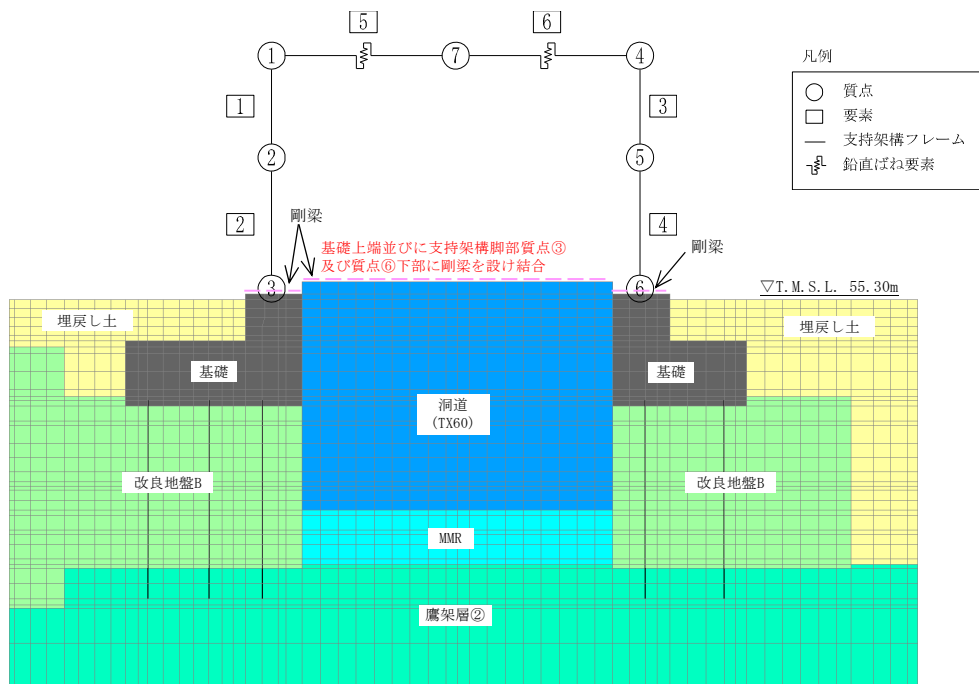 5
6
1
7
4
凡例
質点
要素
支持架構フレーム
鉛直ばね要素
1
3
2
5
2
4
剛梁
剛梁
基礎上端並びに支持架構脚部質点③
及び質点⑥下部に剛梁を設け結合
3
6
▽T.M.S.L. 55.30m
埋戻し土
埋戻し土
基礎
基礎
洞道
(TX60)
改良地盤B
改良地盤B
MMR
鷹架層②